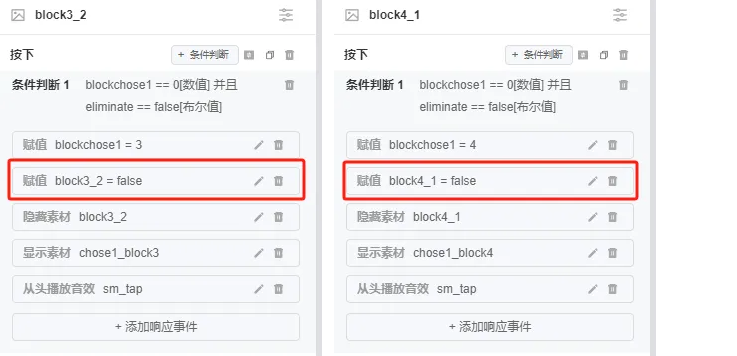 block3_2
按下
+ 条件判断
条件判断 1 blockchose1 == 0[数值] 并且
eliminate == false[布尔值]
赋值 blockchose1 = 3
赋值 block3_2 = false
隐藏素材 block3_2
显示素材 chose1_block3
从头播放音效 sm_tap
+ 添加响应事件
block4_1
按下
+ 条件判断
条件判断 1 blockchose1 == 0[数值] 并且
eliminate == false[布尔值]
赋值 blockchose1 = 4
赋值 block4_1 = false
隐藏素材 block4_1
显示素材 chose1_block4
从头播放音效 sm_tap
+ 添加响应事件